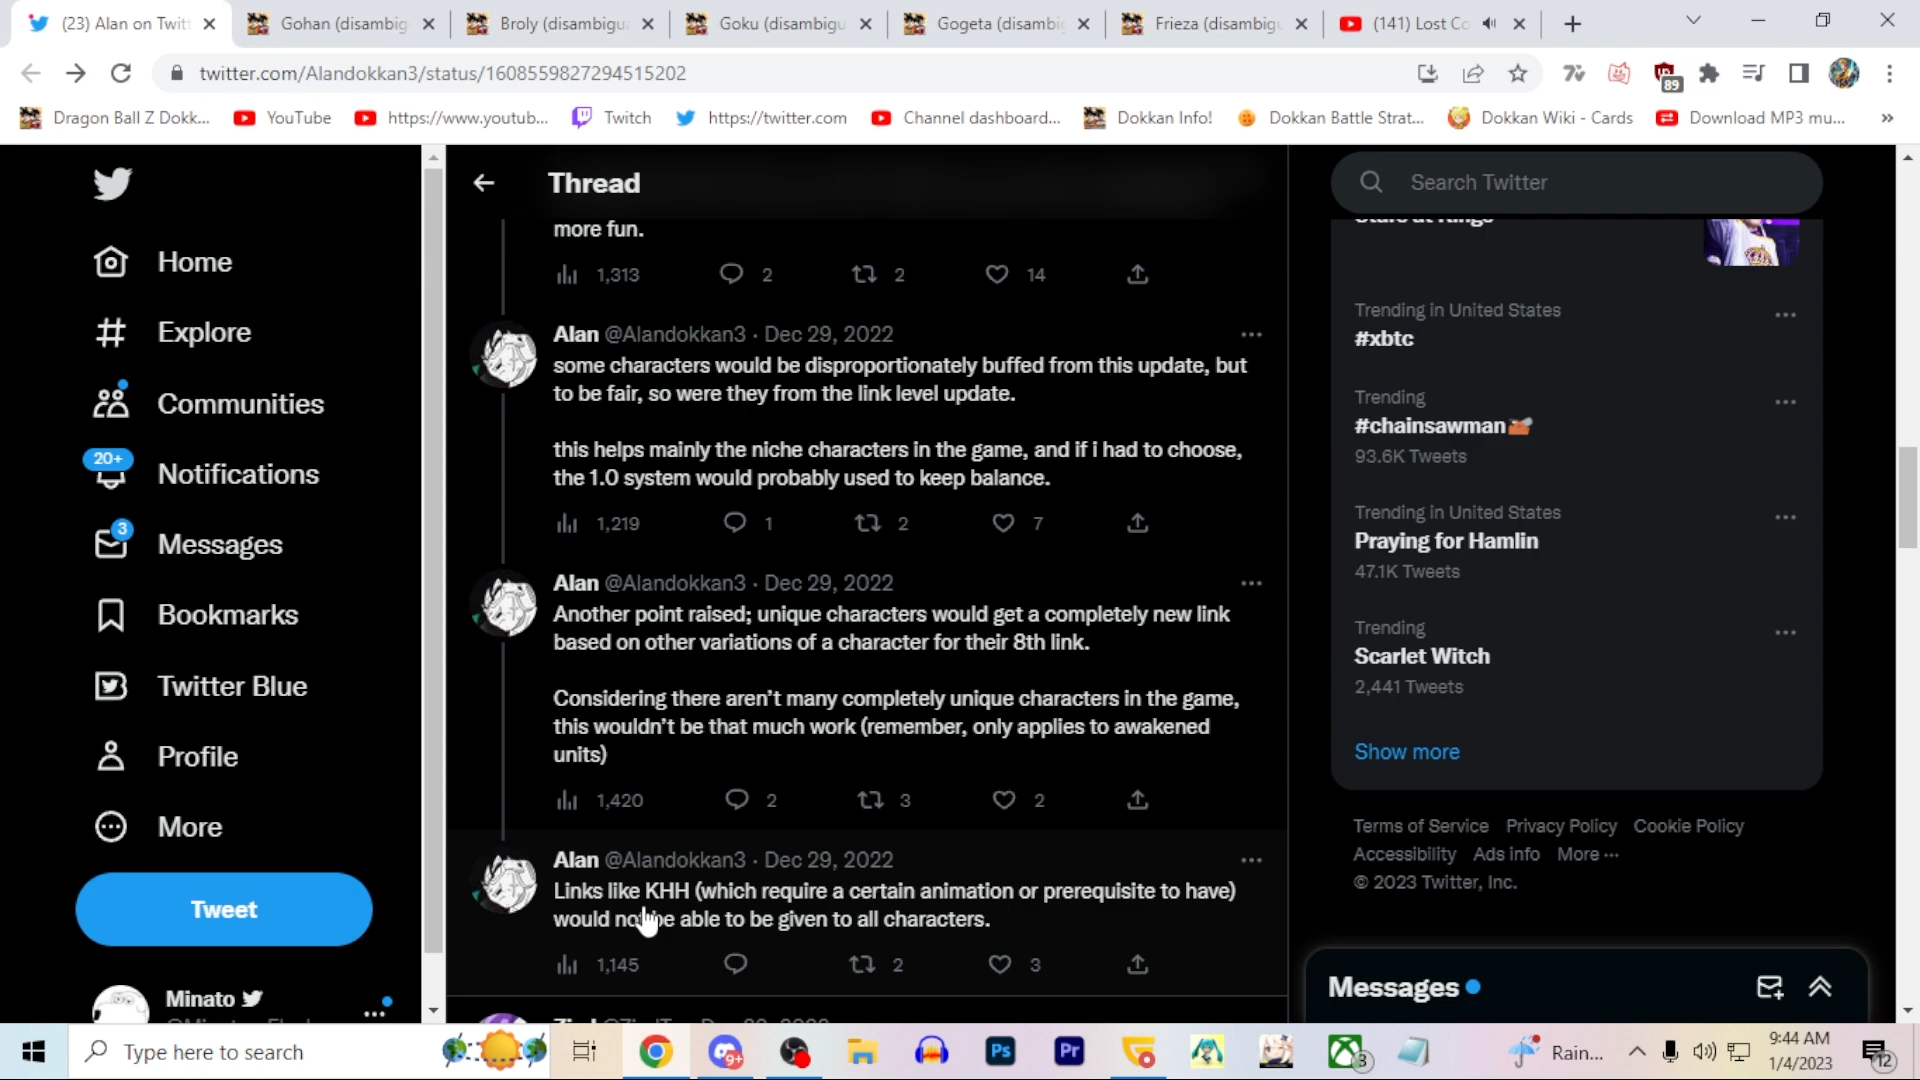 (23) Alan on Twitt
Gohan (disambig
Broly (disambigu
Goku (disambigu
Gogeta (disambig
Frieza (disambigu
(141) Lost Co
twitter.com/Alandokkan3/status/1608559827294515202
89
Dragon Ball Z Dokk...
YouTube
https://www.youtub...
Twitch
https://twitter.com
Channel dashboard...
Dokkan Info!
Dokkan Battle Strat...
Dokkan Wiki - Cards
Download MP3 mu...
»
Home
Explore
Communities
20+
Notifications
3
Messages
Bookmarks
Twitter Blue
Profile
More
Tweet
Minato
Thread
more fun.
1,313 2 2 14
Alan @Alandokkan3 · Dec 29, 2022
some characters would be disproportionately buffed from this update, but
to be fair, so were they from the link level update.
this helps mainly the niche characters in the game, and if i had to choose,
the 1.0 system would probably used to keep balance.
1,219 1 2 7
Alan @Alandokkan3 · Dec 29, 2022
Another point raised; unique characters would get a completely new link
based on other variations of a character for their 8th link.
Considering there aren't many completely unique characters in the game,
this wouldn't be that much work (remember, only applies to awakened
units)
1,420 2 3 2
Alan @Alandokkan3 · Dec 29, 2022
Links like KHH (which require a certain animation or prerequisite to have)
would not be able to be given to all characters.
1,145 2 3
Search Twitter
Trending in United States
#xbtc
Trending
#chainsawman
93.6K Tweets
Trending in United States
Praying for Hamlin
47.1K Tweets
Trending
Scarlet Witch
2,441 Tweets
Show more
Terms of Service Privacy Policy Cookie Policy
Accessibility Ads info More ···
© 2023 Twitter, Inc.
Messages
Type here to search
9+
Ps
Pr
3
Rain...
9:44 AM
1/4/2023
12